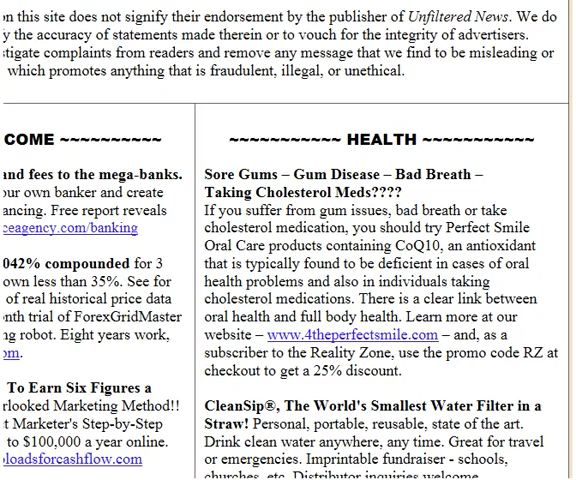 on this site does not signify their endorsement by the publisher of Unfiltered News. We do
y the accuracy of statements made therein or to vouch for the integrity of advertisers.
stigate complaints from readers and remove any message that we find to be misleading or
which promotes anything that is fraudulent, illegal, or unethical.
COME ~~~~~~~~~~
and fees to the mega-banks.
our own banker and create
ancing. Free report reveals
ceagency.com/banking
042% compounded for 3
own less than 35%. See for
of real historical price data
onth trial of ForexGridMaster
ng robot. Eight years work,
om.
To Earn Six Figures a
rlooked Marketing Method!!
t Marketer's Step-by-Step
to $100,000 a year online.
loadsforcashflow.com
~~~~~~~~~~~ HEALTH ~~~~~~~~~~~
Sore Gums – Gum Disease – Bad Breath –
Taking Cholesterol Meds????
If you suffer from gum issues, bad breath or take
cholesterol medication, you should try Perfect Smile
Oral Care products containing CoQ10, an antioxidant
that is typically found to be deficient in cases of oral
health problems and also in individuals taking
cholesterol medications. There is a clear link between
oral health and full body health. Learn more at our
website – www.4theperfectsmile.com – and, as a
subscriber to the Reality Zone, use the promo code RZ at
checkout to get a 25% discount.
CleanSip®, The World's Smallest Water Filter in a
Straw! Personal, portable, reusable, state of the art.
Drink clean water anywhere, any time. Great for travel
or emergencies. Imprintable fundraiser - schools,
churches, etc. Distributor inquiries welcome